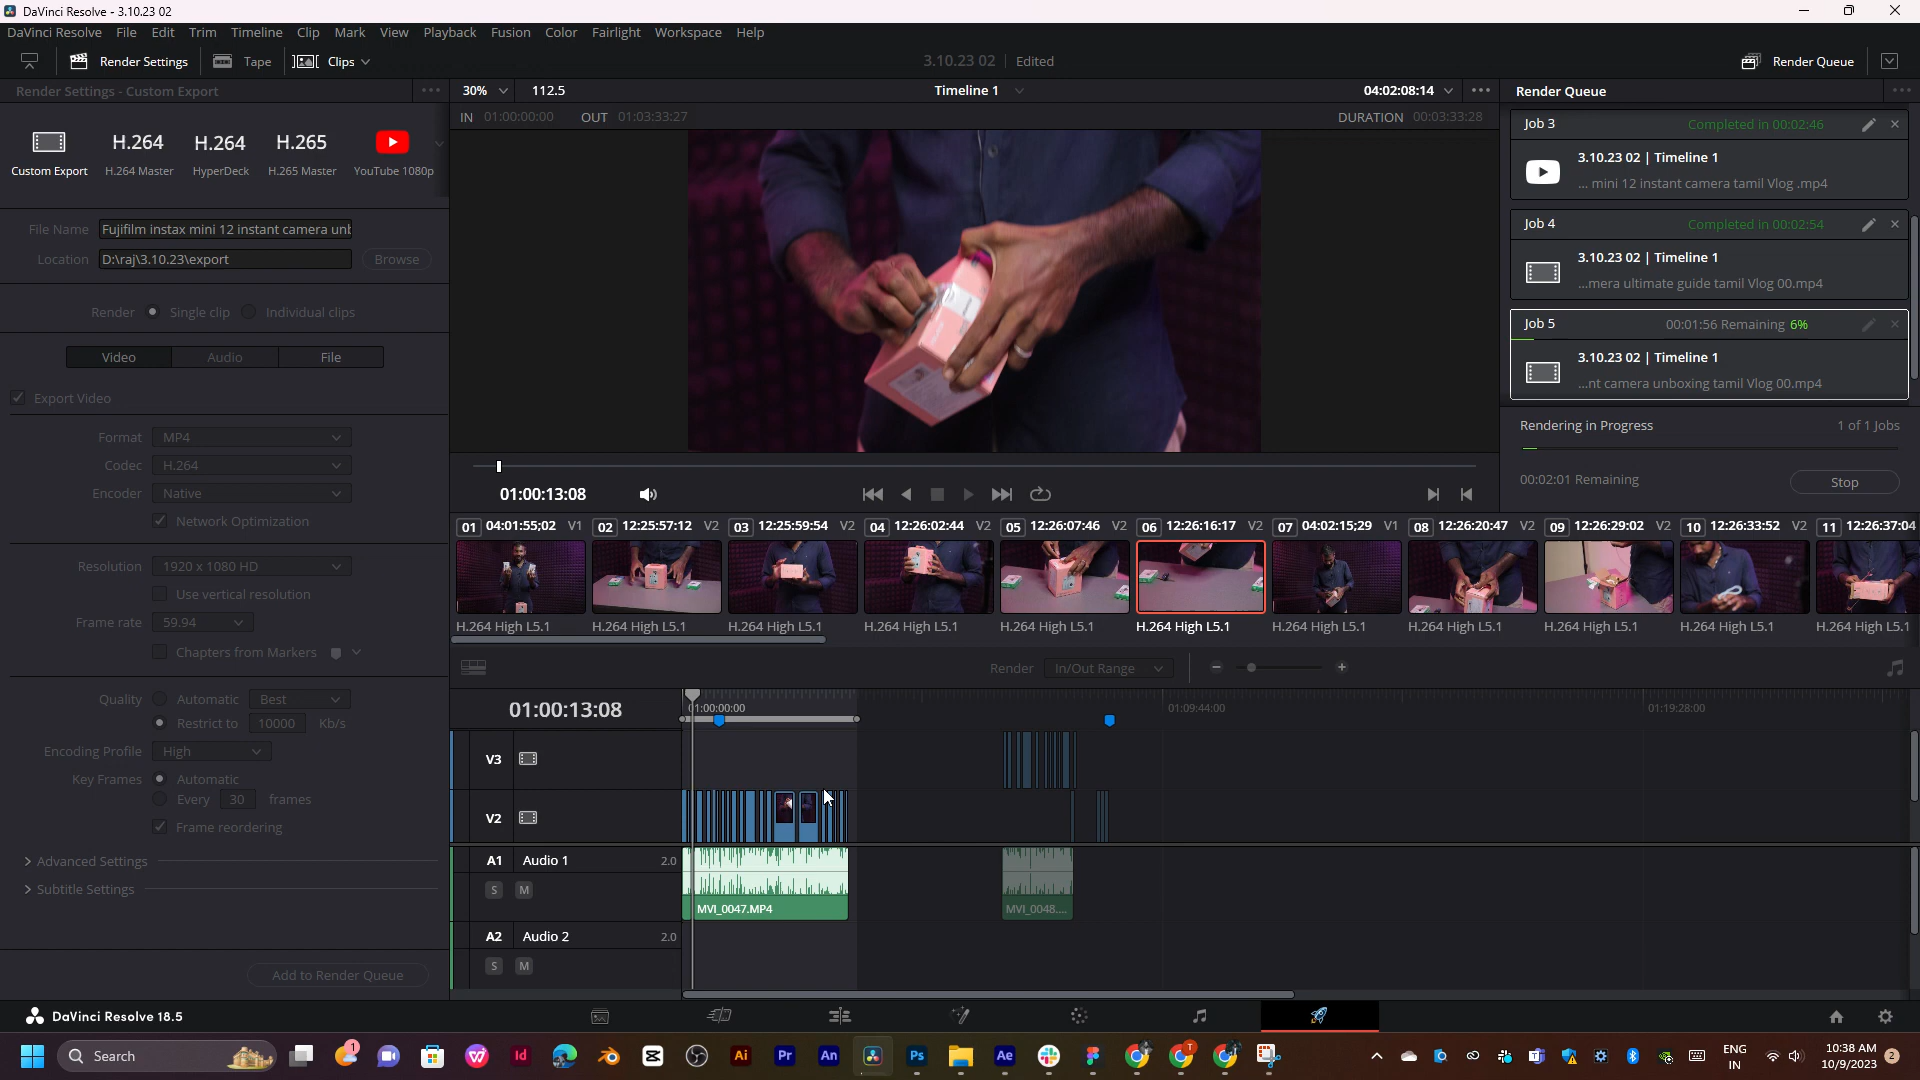 DaVinci Resolve - 3.10.23 02
DaVinci Resolve File Edit Trim Timeline Clip Mark View Playback Fusion Color Fairlight Workspace Help
Render Settings Tape Clips 3.10.23 02 Edited Render Queue
Render Settings - Custom Export
30% 112.5 Timeline 1 04:02:08:14
Render Queue
IN 01:00:00:00 OUT 01:03:33:27 DURATION 00:03:33:28
H.264 H.264 H.265
Custom Export H.264 Master HyperDeck H.265 Master YouTube 1080p
File Name Fujifilm instax mini 12 instant camera unb
Location D:\raj\3.10.23\export Browse
Render Single clip Individual clips
Video Audio File
Export Video
Format MP4
Codec H.264
Encoder Native
Network Optimization
Resolution 1920 x 1080 HD
Use vertical resolution
Frame rate 59.94
Chapters from Markers
Quality Automatic Best
Restrict to 10000 Kb/s
Encoding Profile High
Key Frames Automatic
Every 30 frames
Frame reordering
Advanced Settings
Subtitle Settings
Add to Render Queue
Job 3 Completed in 00:02:46
3.10.23 02 | Timeline 1
... mini 12 instant camera tamil Vlog .mp4
Job 4 Completed in 00:02:54
3.10.23 02 | Timeline 1
...mera ultimate guide tamil Vlog 00.mp4
Job 5 00:01:56 Remaining 6%
3.10.23 02 | Timeline 1
...nt camera unboxing tamil Vlog 00.mp4
Rendering in Progress 1 of 1 Jobs
00:02:01 Remaining Stop
01:00:13:08
01 04:01:55;02 V1 02 12:25:57:12 V2 03 12:25:59:54 V2 04 12:26:02:44 V2 05 12:26:07:46 V2 06 12:26:16:17 V2 07 04:02:15;29 V1 08 12:26:20:47 V2 09 12:26:29:02 V2 10 12:26:33:52 V2 11 12:26:37:04
H.264 High L5.1 H.264 High L5.1 H.264 High L5.1 H.264 High L5.1 H.264 High L5.1 H.264 High L5.1 H.264 High L5.1 H.264 High L5.1 H.264 High L5.1 H.264 High L5.1 H.264 High L5.1
Render In/Out Range
01:00:13:08 01:00:00:00 01:09:44:00 01:19:28:00
V3
V2
A1 Audio 1 2.0
S M
MVI_0047.MP4 MVI_0048....
A2 Audio 2 2.0
S M
DaVinci Resolve 18.5
Search 1 Id Ai Pr An Ps Ae T ENG
IN
10:38 AM
10/9/2023 2